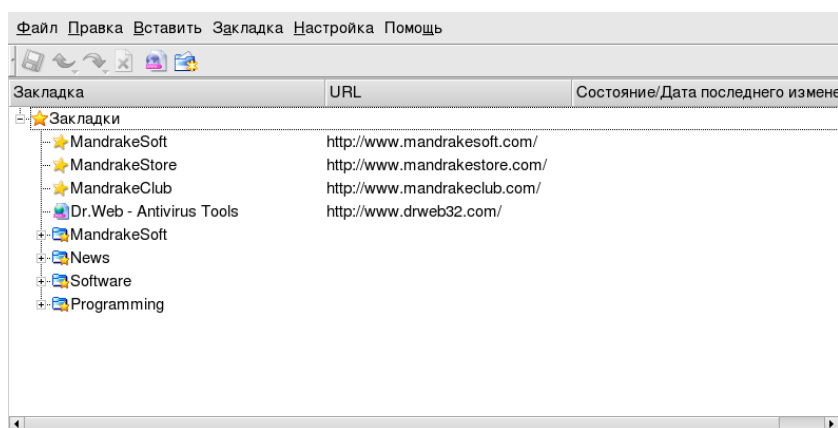 Файл Правка Вставить Закладка Настройка Помощь
Закладка URL Состояние/Дата последнего измене
Закладки
MandrakeSoft http://www.mandrakesoft.com/
MandrakeStore http://www.mandrakestore.com/
MandrakeClub http://www.mandrakeclub.com/
Dr.Web - Antivirus Tools http://www.drweb32.com/
MandrakeSoft
News
Software
Programming